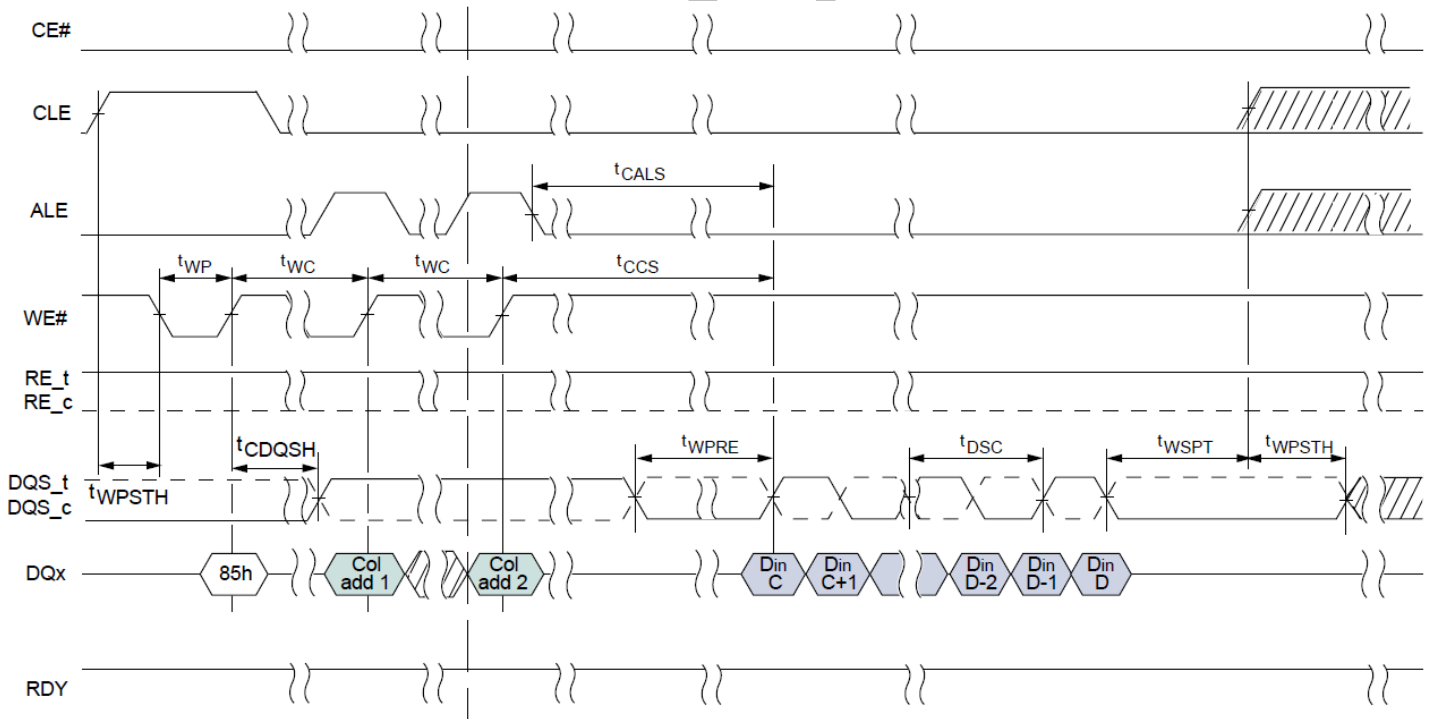 CE#
CLE
tCALS
ALE
tWP tWC tWC tCCS
WE#
RE_t
RE_c
tCDQSH tWPRE tDSC tWSPT tWPSTH
DQS_t
tWPSTH
DQS_c
DQx 85h Col add 1 Col add 2 Din C Din C+1 Din D-2 Din D-1 Din D
RDY